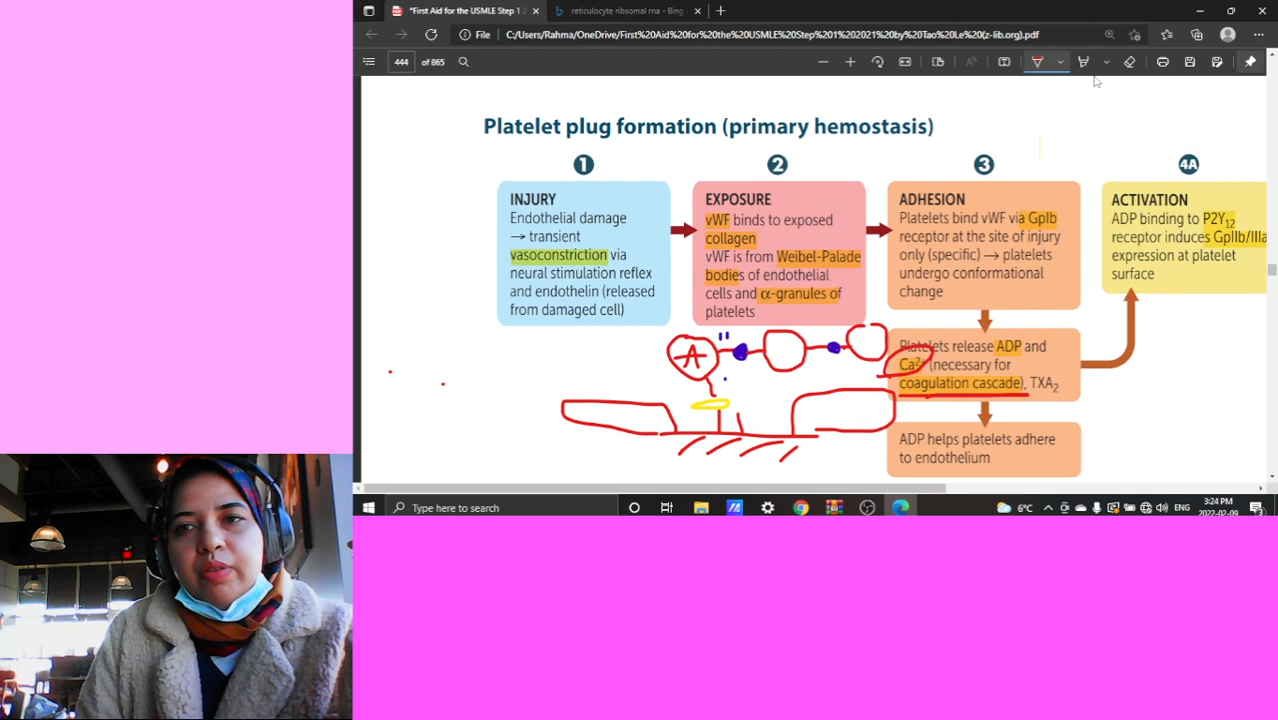 *First Aid for the USMLE Step 1 2
reticulocyte ribsomal rna - Bing
File
C:/Users/Rahma/OneDrive/First%20Aid%20for%20the%20USMLE%20Step%201%202021%20by%20Tao%20Le%20(z-lib.org).pdf
444 of 865
Platelet plug formation (primary hemostasis)
1
INJURY
Endothelial damage
→ transient
vasoconstriction via
neural stimulation reflex
and endothelin (released
from damaged cell)
2
EXPOSURE
vWF binds to exposed
collagen
vWF is from Weibel-Palade
bodies of endothelial
cells and α-granules of
platelets
3
ADHESION
Platelets bind vWF via GpIb
receptor at the site of injury
only (specific) → platelets
undergo conformational
change
Platelets release ADP and
Ca2+ (necessary for
coagulation cascade), TXA2
ADP helps platelets adhere
to endothelium
4A
ACTIVATION
ADP binding to P2Y12
receptor induces GpIIb/IIIa
expression at platelet
surface
A
Type here to search
6°C
ENG
3:24 PM
2022-02-09